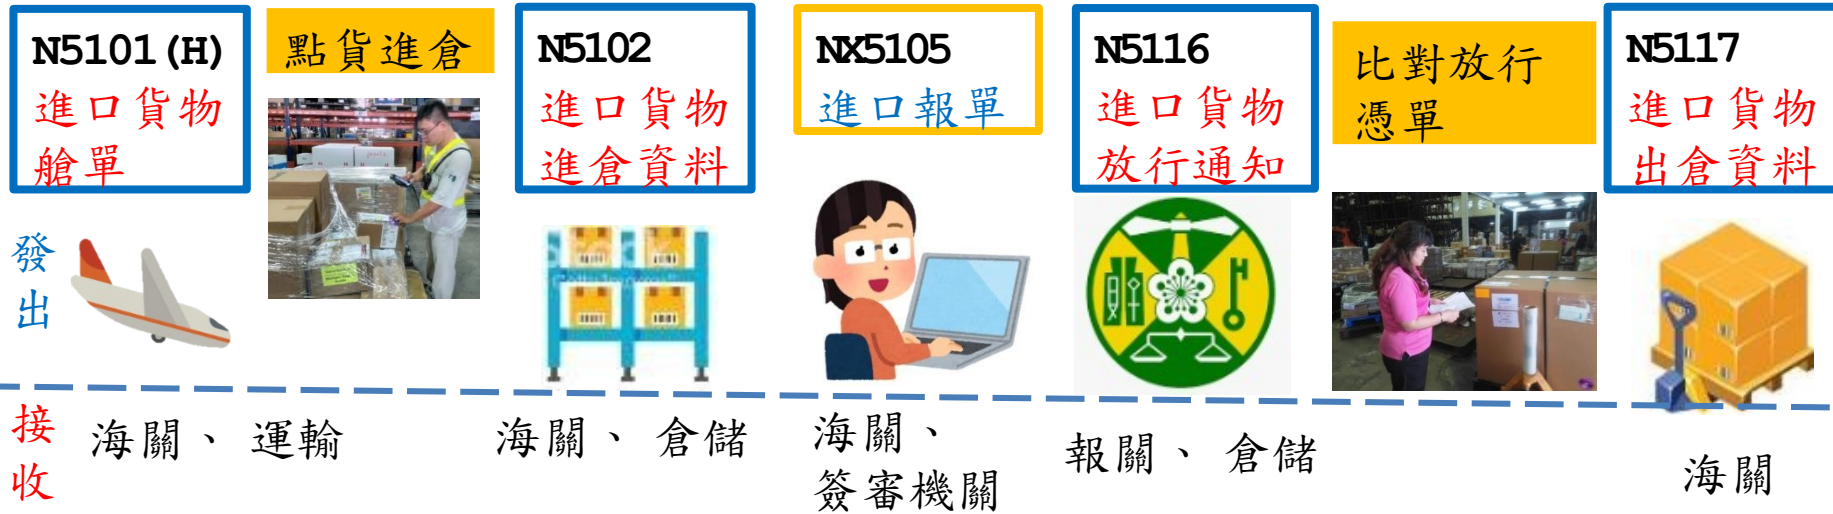 N5101(H)
進口貨物
艙單
點貨進倉
N5102
進口貨物
進倉資料
NX5105
進口報單
N5116
進口貨物
放行通知
比對放行
憑單
N5117
進口貨物
出倉資料
發
出
接
收
海關、 運輸
海關、 倉儲
海關、
簽審機關
報關、 倉儲
海關